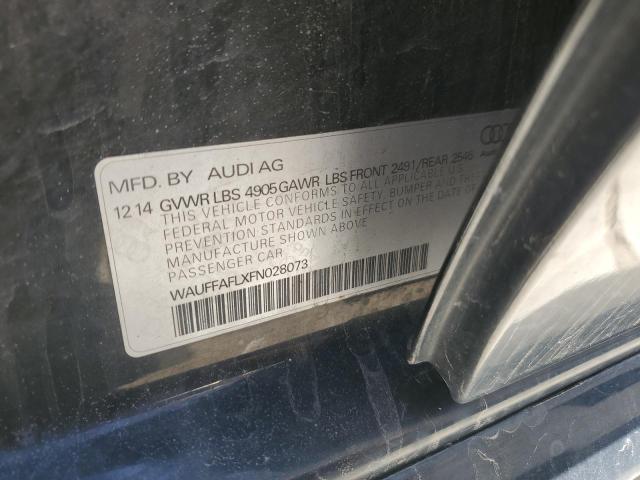 MFD. BY AUDI AG
12.14 GVWR LBS 4905 GAWR LBS FRONT 2491/REAR 2546
THIS VEHICLE CONFORMS TO ALL APPLICABLE U.S.
FEDERAL MOTOR VEHICLE SAFETY, BUMPER AND THEFT
PREVENTION STANDARDS IN EFFECT ON THE DATE OF
MANUFACTURE SHOWN ABOVE
PASSENGER CAR
WAUFFAFLXFN028073